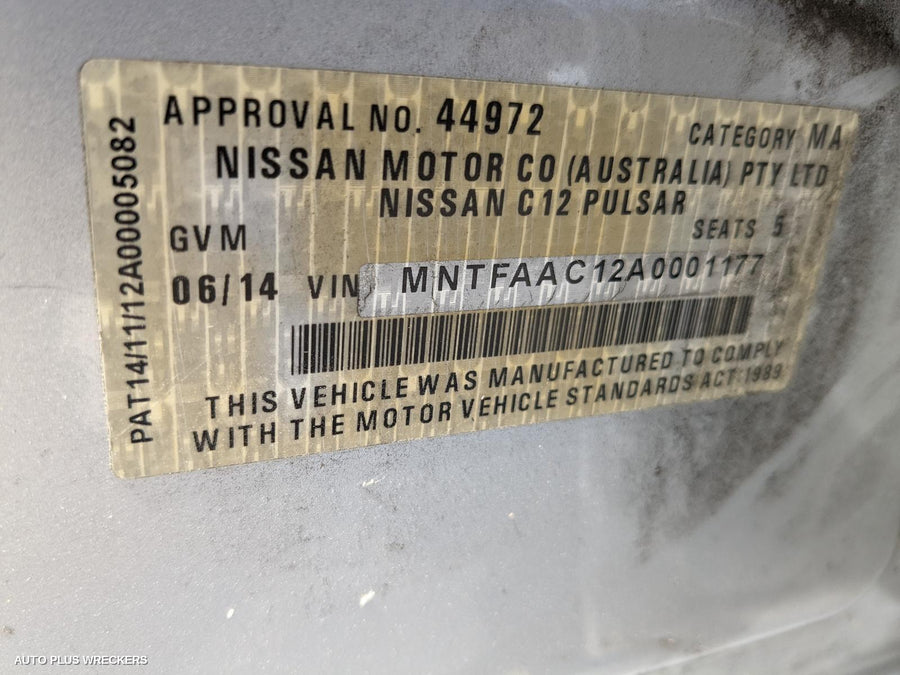 APPROVAL NO. 44972
CATEGORY MA
NISSAN MOTOR CO (AUSTRALIA) PTY LTD
NISSAN C12 PULSAR
GVM
SEATS 5
06/14 VIN MNTFAAC12A0001177
THIS VEHICLE WAS MANUFACTURED TO COMPLY
WITH THE MOTOR VEHICLE STANDARDS ACT 1989
PAT14/11/12A00005082
AUTO PLUS WRECKERS